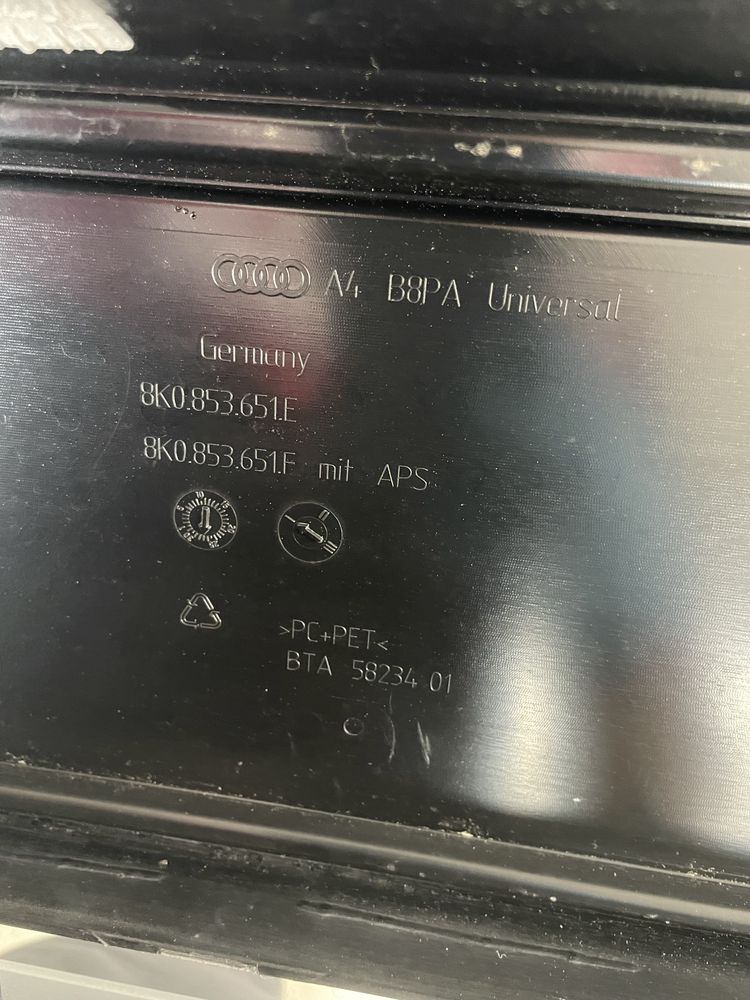 A4 B8PA Universal
Germany
8K0.853.651.E
8K0.853.651.F mit APS
>PC+PET<
BTA 58234 01